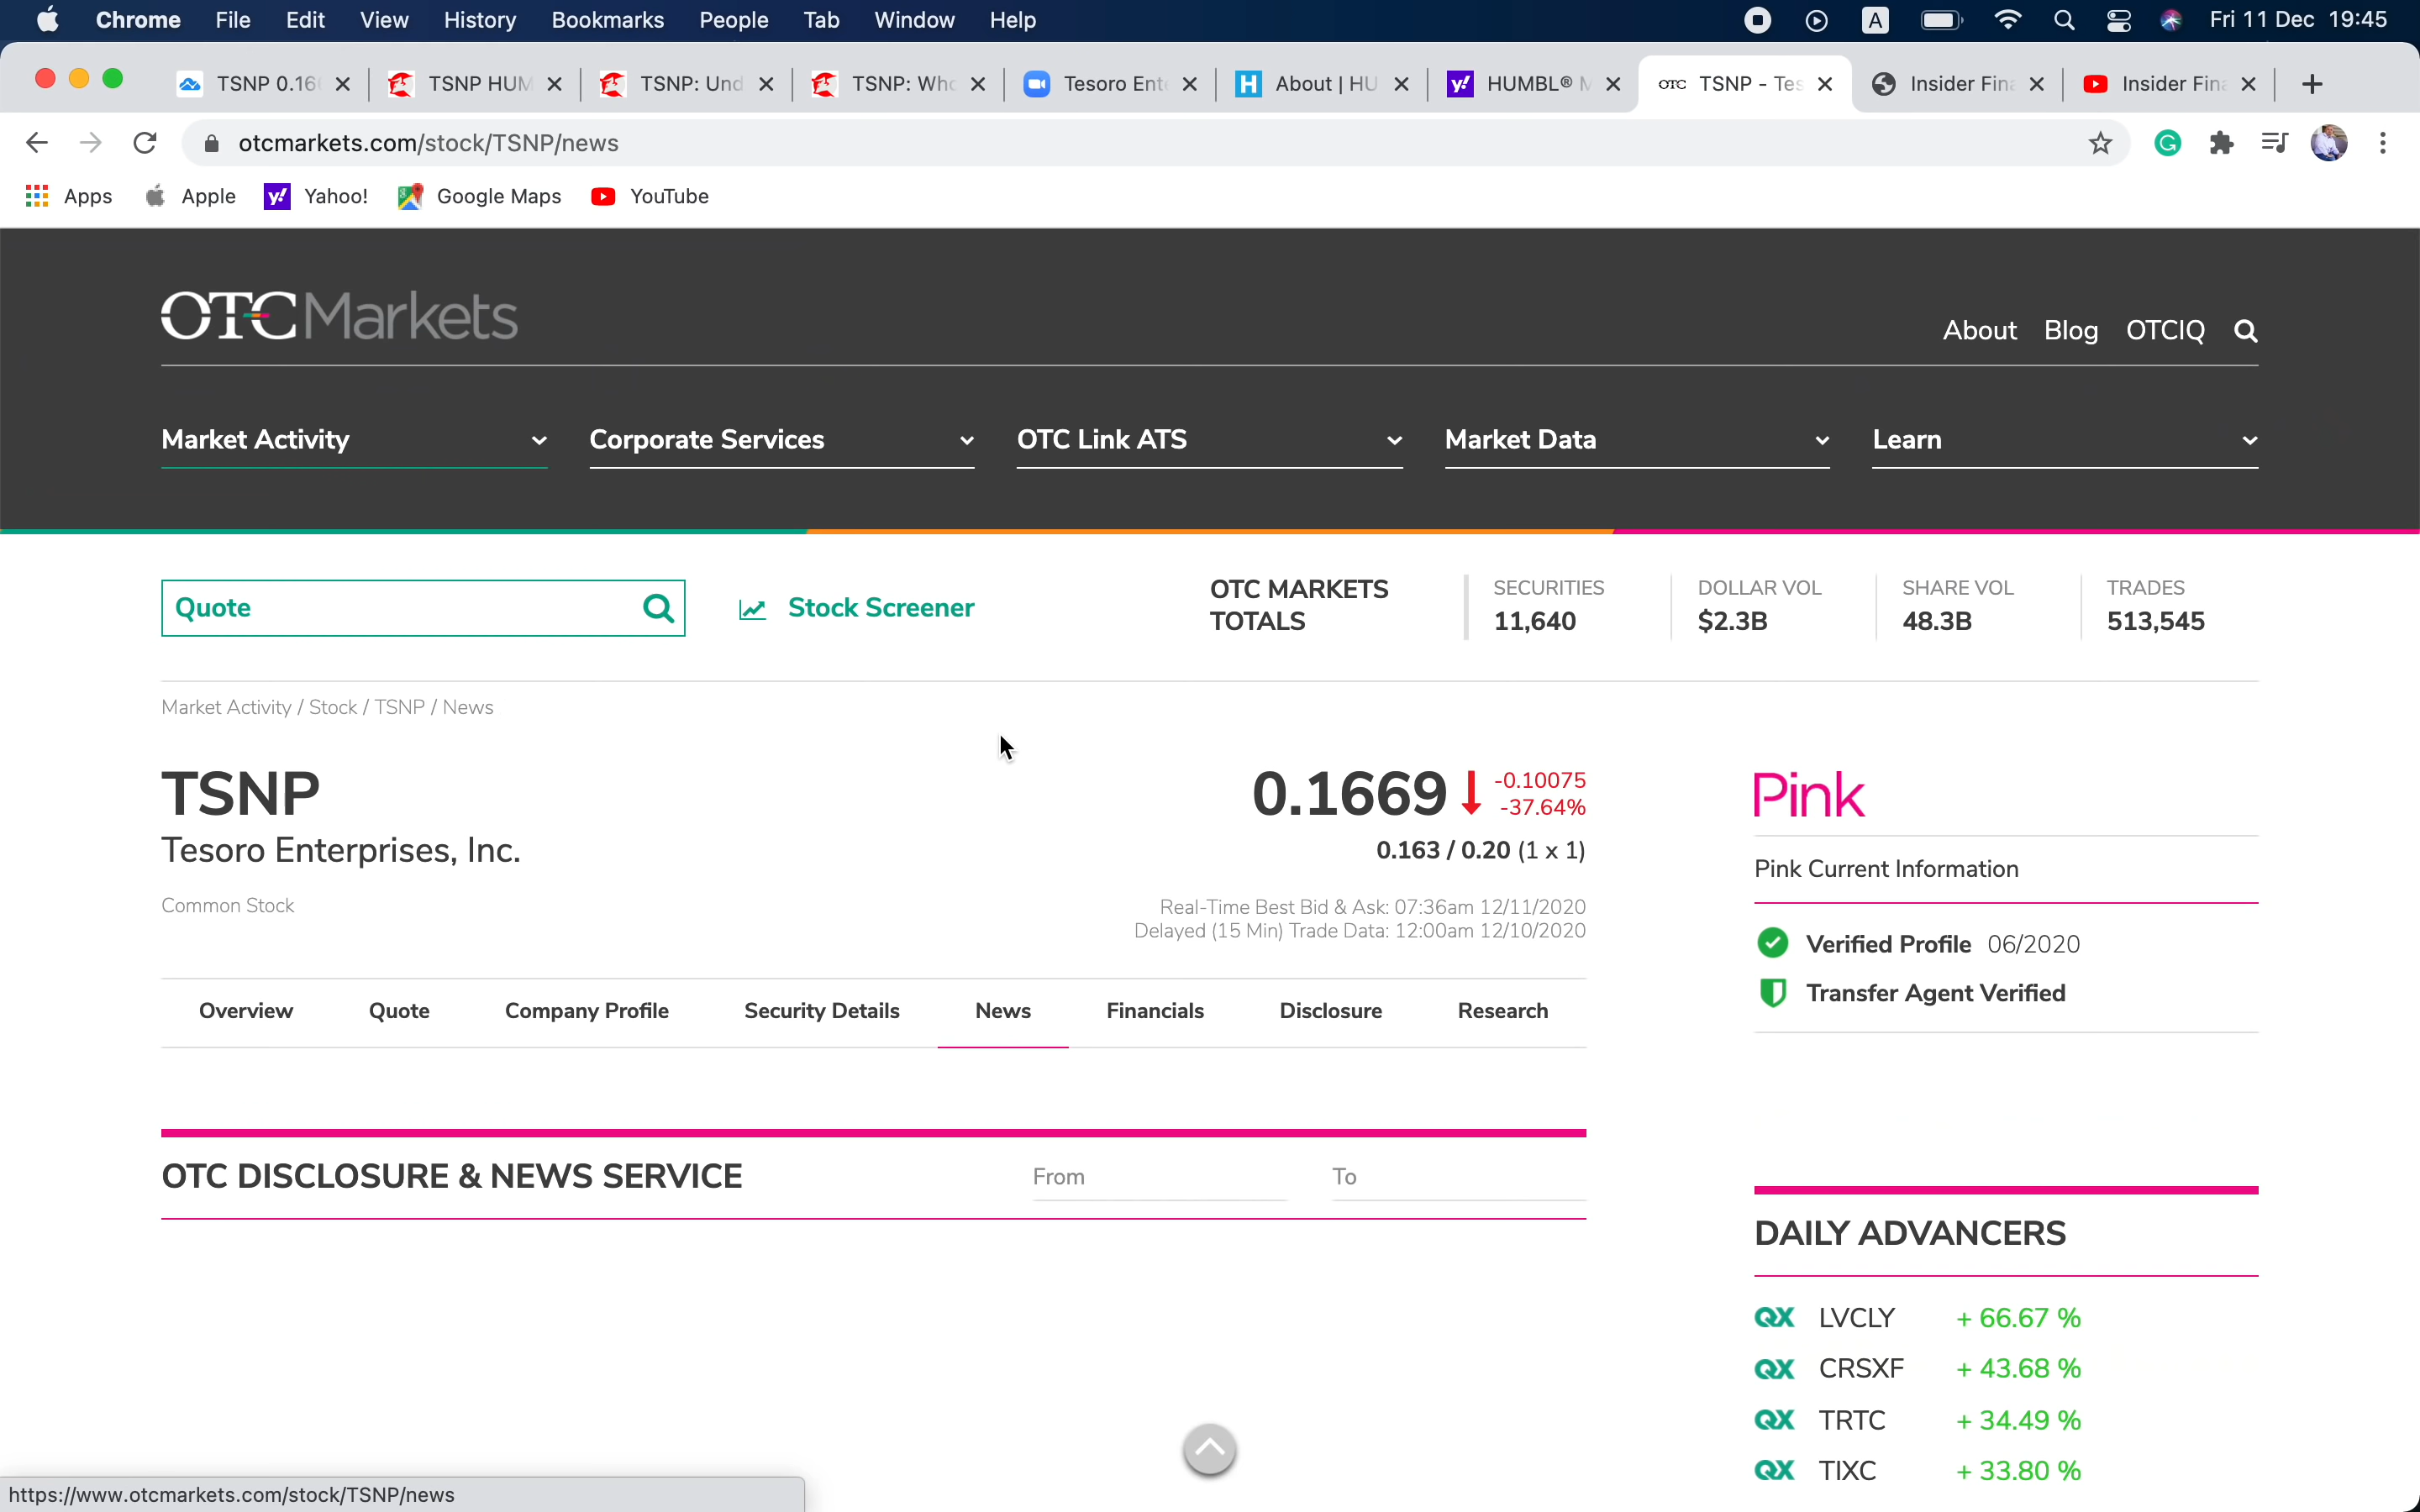 Chrome File Edit View History Bookmarks People Tab Window Help A Fri 11 Dec 19:45
TSNP 0.16 TSNP HUM TSNP: Und TSNP: Who Tesoro Ent About | HU HUMBL® M OTC TSNP - Tes Insider Fin Insider Fin
otcmarkets.com/stock/TSNP/news
Apps Apple Yahoo! Google Maps YouTube
OTC Markets
About Blog OTCIQ
Market Activity Corporate Services OTC Link ATS Market Data Learn
Quote Stock Screener
OTC MARKETS
TOTALS
SECURITIES
11,640
DOLLAR VOL
$2.3B
SHARE VOL
48.3B
TRADES
513,545
Market Activity / Stock / TSNP / News
TSNP
Tesoro Enterprises, Inc.
Common Stock
0.1669 -0.10075
-37.64%
0.163 / 0.20 (1 x 1)
Real-Time Best Bid & Ask: 07:36am 12/11/2020
Delayed (15 Min) Trade Data: 12:00am 12/10/2020
Pink
Pink Current Information
Verified Profile 06/2020
Transfer Agent Verified
Overview Quote Company Profile Security Details News Financials Disclosure Research
OTC DISCLOSURE & NEWS SERVICE From To
DAILY ADVANCERS
QX LVCLY + 66.67 %
QX CRSXF + 43.68 %
QX TRTC + 34.49 %
QX TIXC + 33.80 %
https://www.otcmarkets.com/stock/TSNP/news